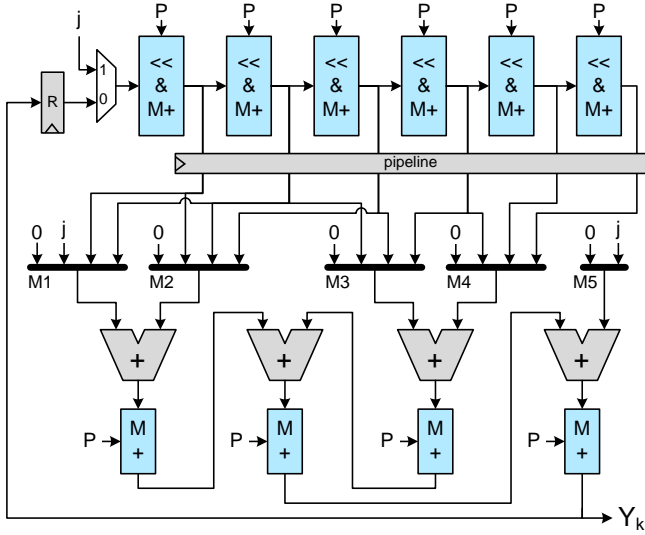 P P P P P P
j
1
0
R
<< << << << << <<
& & & & & &
M+ M+ M+ M+ M+ M+
pipeline
0 j 0 0 0 0 j
M1 M2 M3 M4 M5
+ + + +
P M P M P M P M
+ + + +
Yk